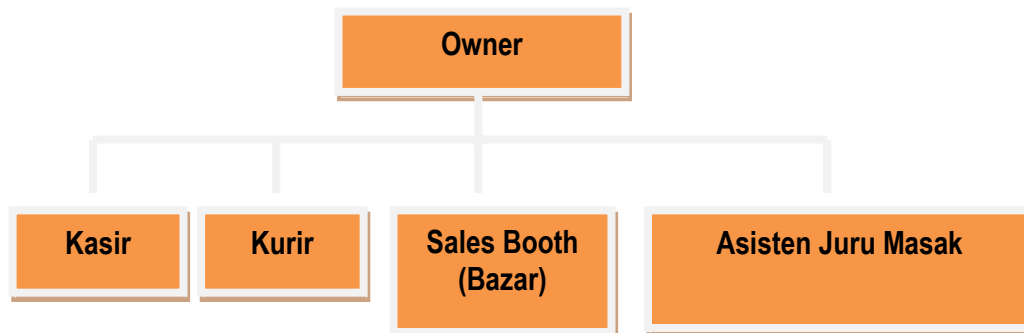 Owner
Kasir
Kurir
Sales Booth
(Bazar)
Asisten Juru Masak